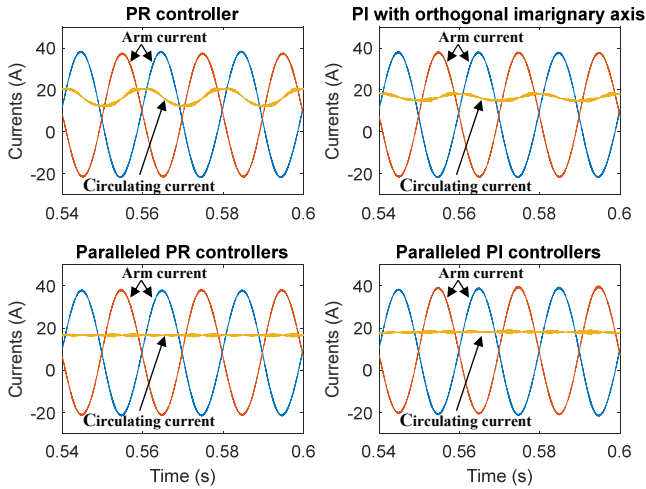 PR controller
Arm current
40
20
0
-20
Currents (A)
Circulating current
0.54 0.56 0.58 0.6
PI with orthogonal imarignary axis
Arm current
40
20
0
-20
Currents (A)
Circulating current
0.54 0.56 0.58 0.6
Paralleled PR controllers
Arm current
40
20
0
-20
Currents (A)
Circulating current
0.54 0.56 0.58 0.6
Time (s)
Paralleled PI controllers
Arm current
40
20
0
-20
Currents (A)
Circulating current
0.54 0.56 0.58 0.6
Time (s)